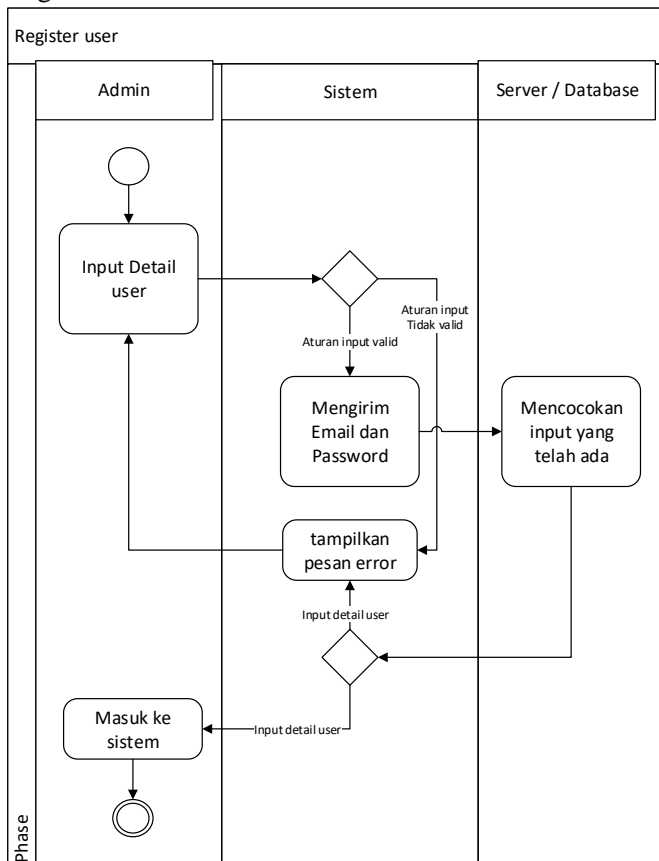 Register user
Admin
Sistem
Server / Database
Input Detail
user
Aturan input
Tidak valid
Aturan input valid
Mengirim
Email dan
Password
Mencocokan
input yang
telah ada
tampilkan
pesan error
Input detail user
Masuk ke
sistem
Input detail user
Phase